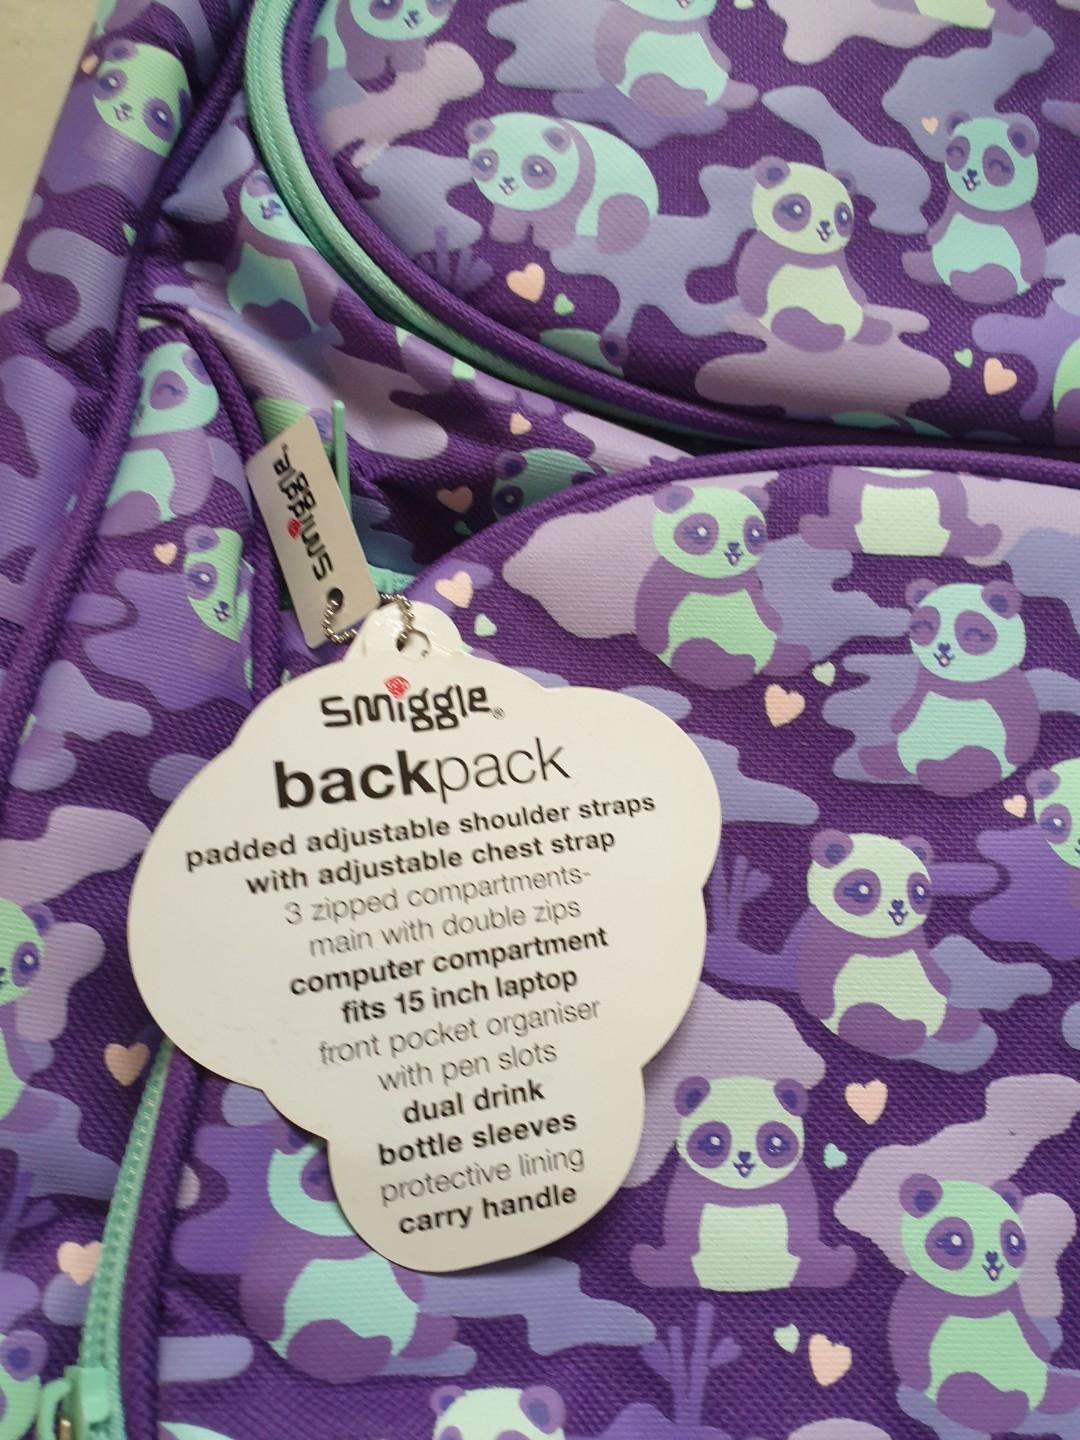 smiggle
smiggle®
backpack
padded adjustable shoulder straps
with adjustable chest strap
3 zipped compartments-
main with double zips
computer compartment
fits 15 inch laptop
front pocket organiser
with pen slots
dual drink
bottle sleeves
protective lining
carry handle